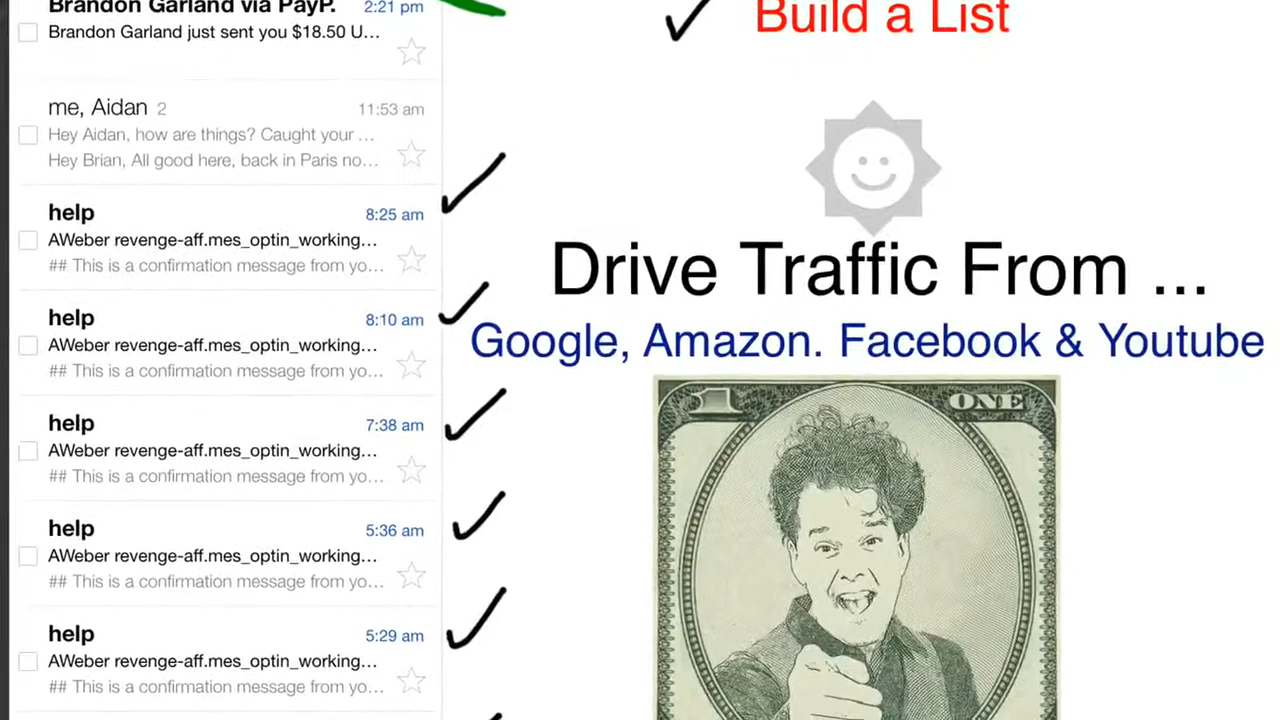 Brandon Garland via PayP. 2:21 pm
Brandon Garland just sent you $18.50 U...
me, Aidan 2 11:53 am
Hey Aidan, how are things? Caught your ...
Hey Brian, All good here, back in Paris no...
help 8:25 am
AWeber revenge-aff.mes_optin_working...
## This is a confirmation message from yo...
help 8:10 am
AWeber revenge-aff.mes_optin_working...
## This is a confirmation message from yo...
help 7:38 am
AWeber revenge-aff.mes_optin_working...
## This is a confirmation message from yo...
help 5:36 am
AWeber revenge-aff.mes_optin_working...
## This is a confirmation message from yo...
help 5:29 am
AWeber revenge-aff.mes_optin_working...
## This is a confirmation message from yo...
Build a List
Drive Traffic From ...
Google, Amazon. Facebook & Youtube
1 ONE